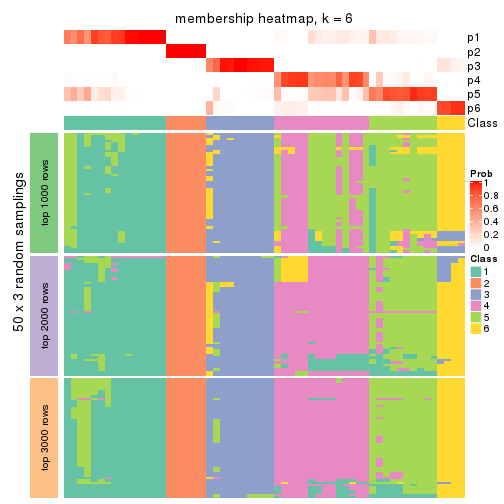 membership heatmap, k = 6
p1
p2
p3
p4
p5
p6
Class
50 x 3 random samplings
top 1000 rows
top 2000 rows
top 3000 rows
Prob
1
0.8
0.6
0.4
0.2
0
Class
1
2
3
4
5
6